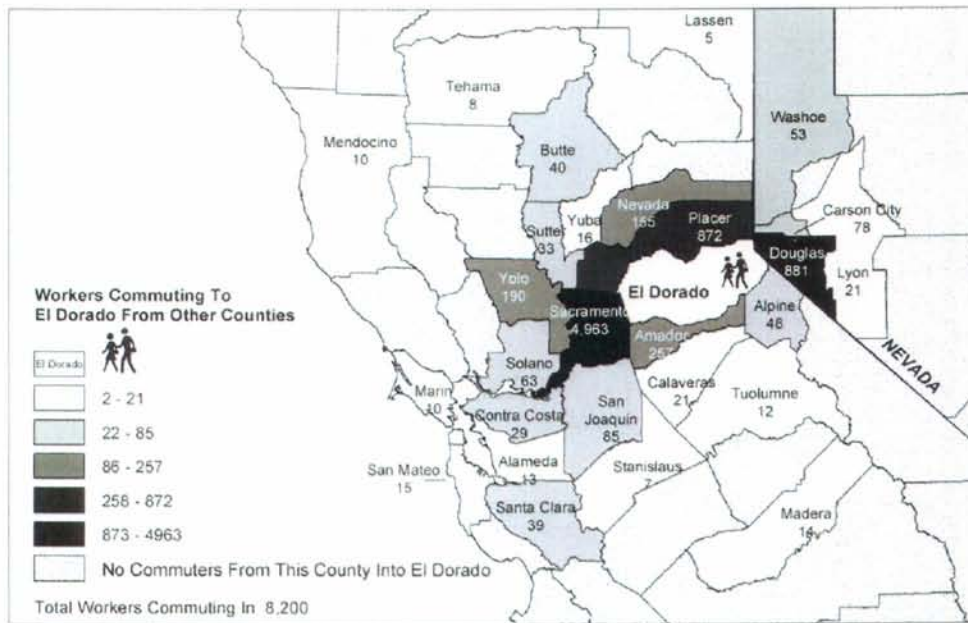 Lassen
5
Tehama
8
Washoe
53
Mendocino
10
Butte
40
Nevada
155
Placer
872
Yuba
16
Sutter
33
Carson City
78
Douglas
881
Lyon
21
Yolo
190
El Dorado
Sacramento
4,963
Alpine
48
Amador
257
NEVADA
Workers Commuting To
El Dorado From Other Counties
El Dorado
2 - 21
22 - 85
86 - 257
258 - 872
873 - 4963
No Commuters From This County Into El Dorado
Total Workers Commuting In 8,200
Solano
63
Marin
10
Contra Costa
29
San
Joaquin
85
Calaveras
21
Tuolumne
12
Alameda
13
Stanislaus
7
San Mateo
15
Santa Clara
39
Madera
14